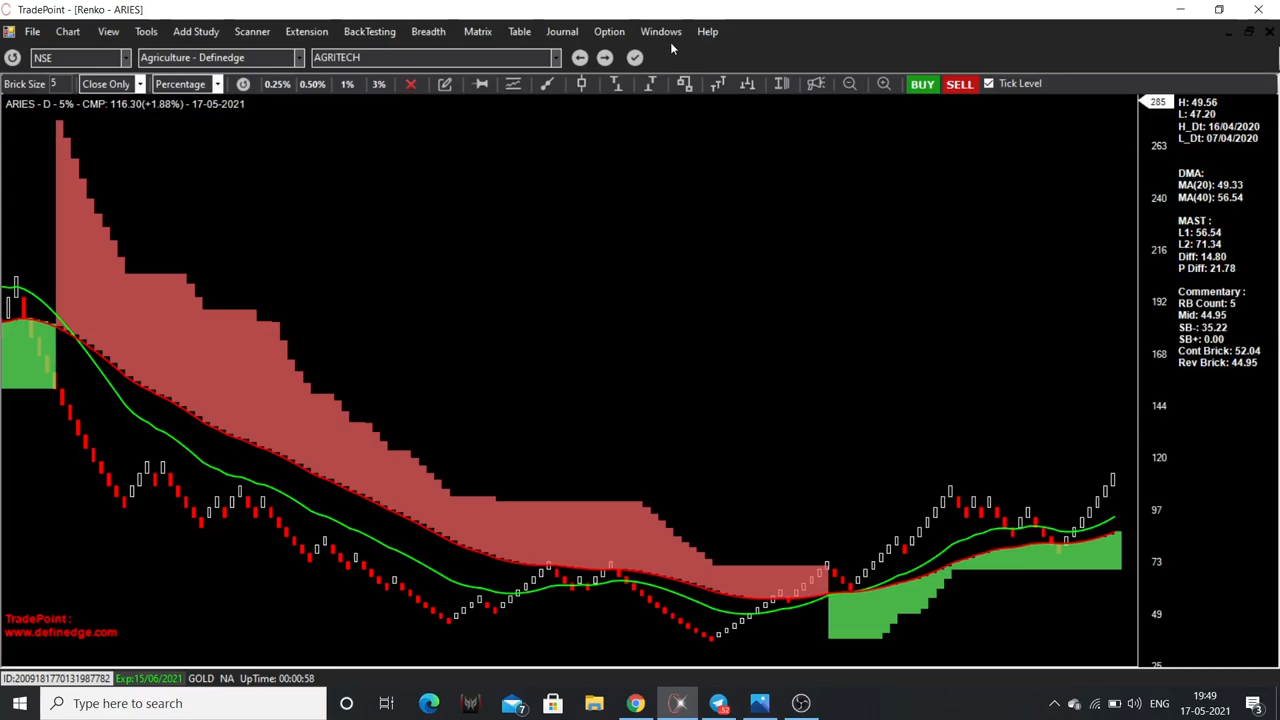 TradePoint - [Renko - ARIES]
File Chart View Tools Add Study Scanner Extension BackTesting Breadth Matrix Table Journal Option Windows Help
NSE Agriculture - Definedge AGRITECH
Brick Size 5 Close Only Percentage 0.25% 0.50% 1% 3% BUY SELL Tick Level
ARIES - D - 5% - CMP: 116.30(+1.88%) - 17-05-2021
285
263
240
216
192
168
144
120
97
73
49
25
H: 49.56
L: 47.20
H_Dt: 16/04/2020
L_Dt: 07/04/2020
DMA:
MA(20): 49.33
MA(40): 56.54
MAST :
L1: 56.54
L2: 71.34
Diff: 14.80
P Diff: 21.78
Commentary :
RB Count: 5
Mid: 44.95
SB-: 35.22
SB+: 0.00
Cont Brick: 52.04
Rev Brick: 44.95
TradePoint :
www.definedge.com
ID:2009181770131987782 Exp:15/06/2021 GOLD NA UpTime: 00:00:58
Type here to search
7
52
ENG
19:49
17-05-2021
3